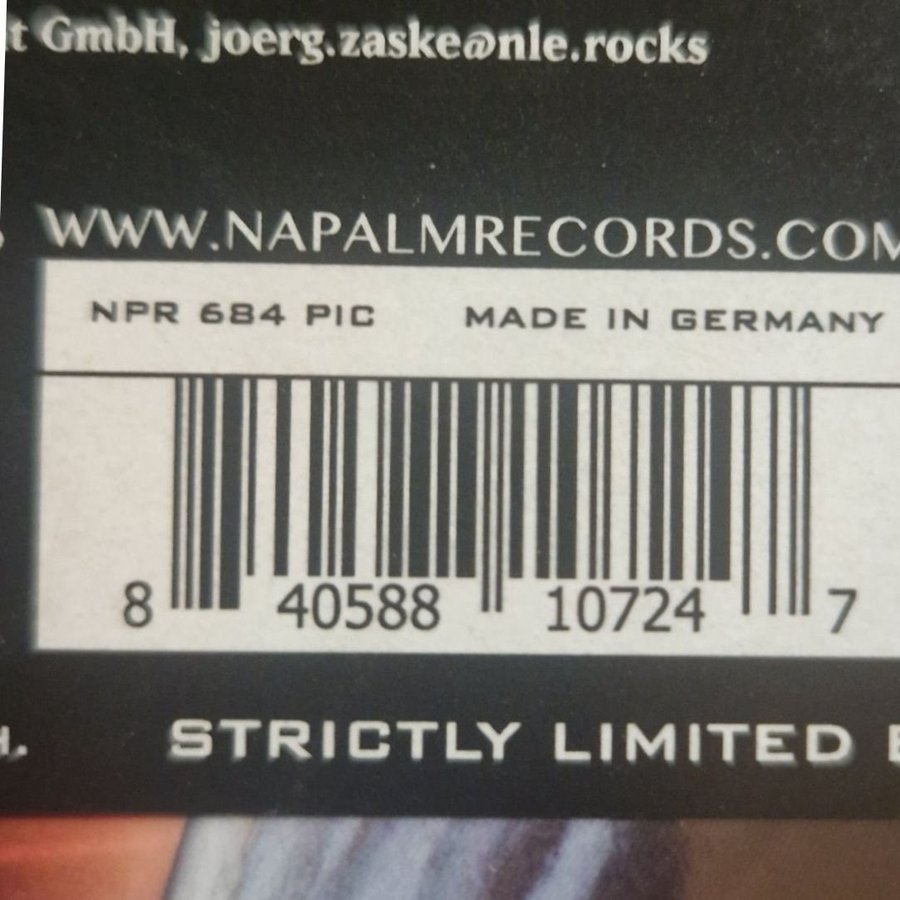 t GmbH, joerg.zaske@nle.rocks
WWW.NAPALMRECORDS.COM
NPR 684 PIC MADE IN GERMANY
8 40588 10724 7
H. STRICTLY LIMITED E